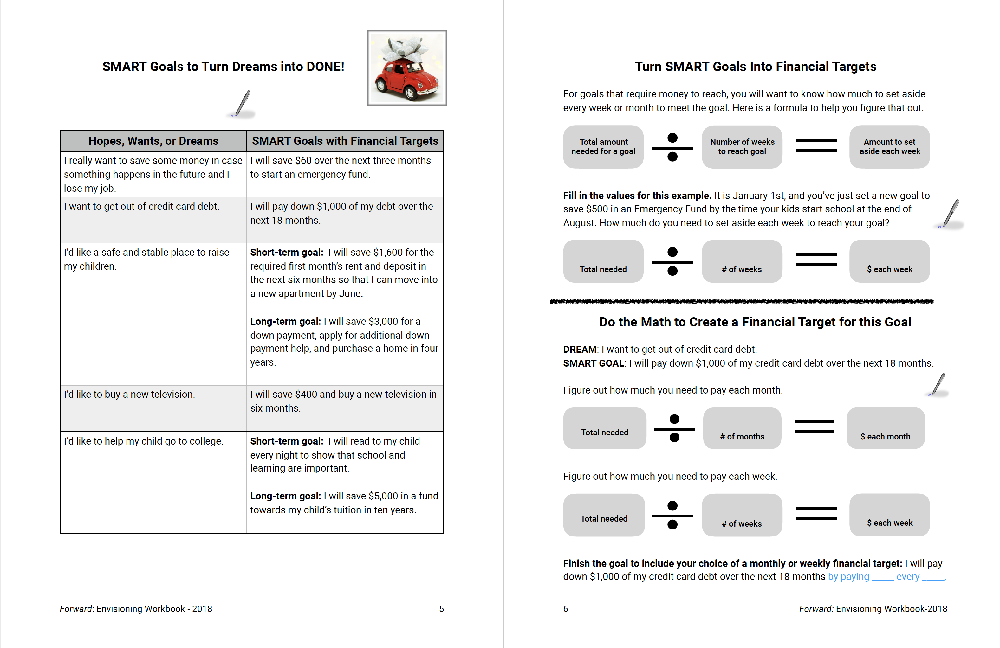 SMART Goals to Turn Dreams into DONE!
Hopes, Wants, or Dreams
SMART Goals with Financial Targets
I really want to save some money in case
something happens in the future and I
lose my job.
I will save $60 over the next three months
to start an emergency fund.
I want to get out of credit card debt.
I will pay down $1,000 of my debt over the
next 18 months.
I’d like a safe and stable place to raise
my children.
Short-term goal:  I will save $1,600 for the
required first month’s rent and deposit in
the next six months so that I can move into
a new apartment by June.
Long-term goal: I will save $3,000 for a
down payment, apply for additional down
payment help, and purchase a home in four
years.
I’d like to buy a new television.
I will save $400 and buy a new television in
six months.
I’d like to help my child go to college.
Short-term goal:  I will read to my child
every night to show that school and
learning are important.
Long-term goal: I will save $5,000 in a fund
towards my child’s tuition in ten years.
Forward: Envisioning Workbook - 2018
5
Turn SMART Goals Into Financial Targets
For goals that require money to reach, you will want to know how much to set aside
every week or month to meet the goal. Here is a formula to help you figure that out.
Total amount
needed for a goal
Number of weeks
to reach goal
Amount to set
aside each week
Fill in the values for this example. It is January 1st, and you’ve just set a new goal to
save $500 in an Emergency Fund by the time your kids start school at the end of
August. How much do you need to set aside each week to reach your goal?
Total needed
# of weeks
$ each week
Do the Math to Create a Financial Target for this Goal
DREAM: I want to get out of credit card debt.
SMART GOAL: I will pay down $1,000 of my credit card debt over the next 18 months.
Figure out how much you need to pay each month.
Total needed
# of months
$ each month
Figure out how much you need to pay each week.
Total needed
# of weeks
$ each week
Finish the goal to include your choice of a monthly or weekly financial target: I will pay
down $1,000 of my credit card debt over the next 18 months by paying _____ every _____.
6
Forward: Envisioning Workbook-2018